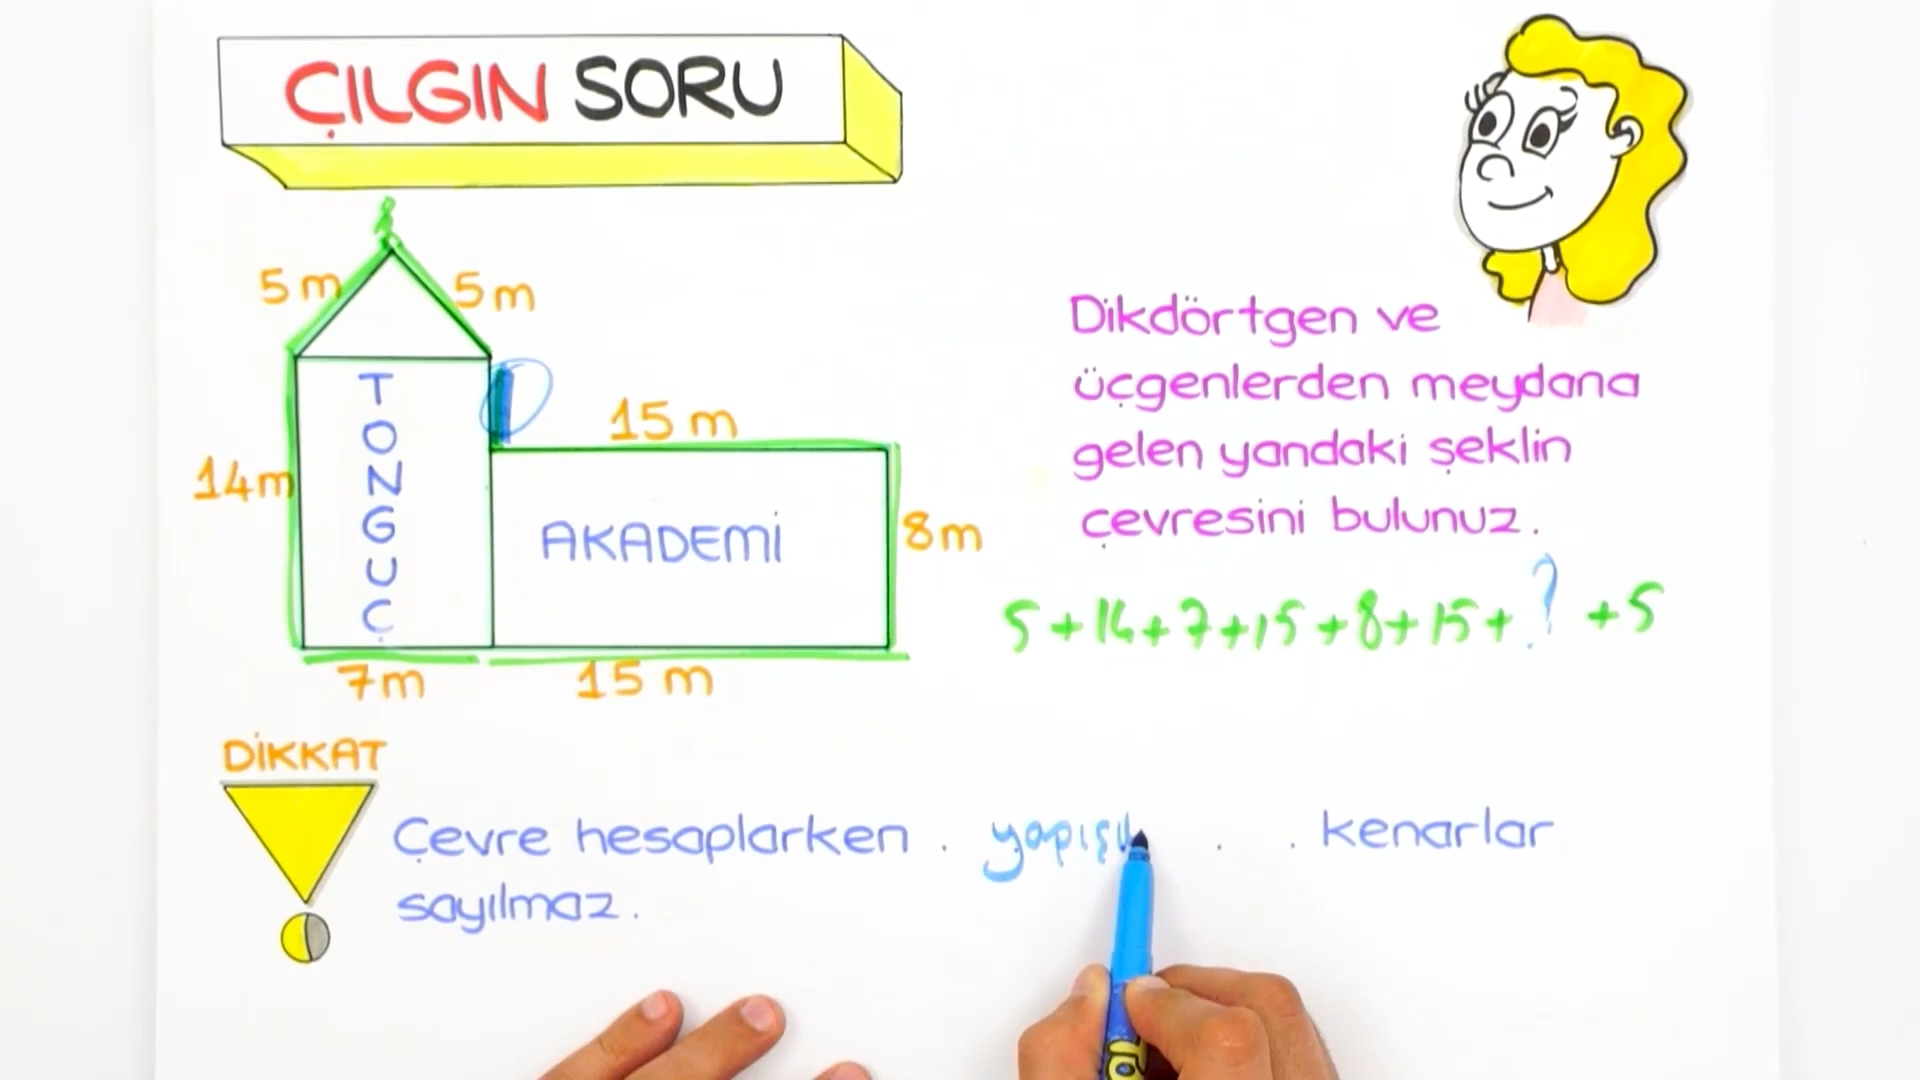 ÇILGIN SORU
5 m
5 m
15 m
14m
TONGUÇ
AKADEMİ
8m
7m
15 m
Dikdörtgen ve
üçgenlerden meydana
gelen yandaki şeklin
çevresini bulunuz.
5+14+7+15+8+15+? +5
DİKKAT
Çevre hesaplarken . yapışı . . kenarlar
sayılmaz.